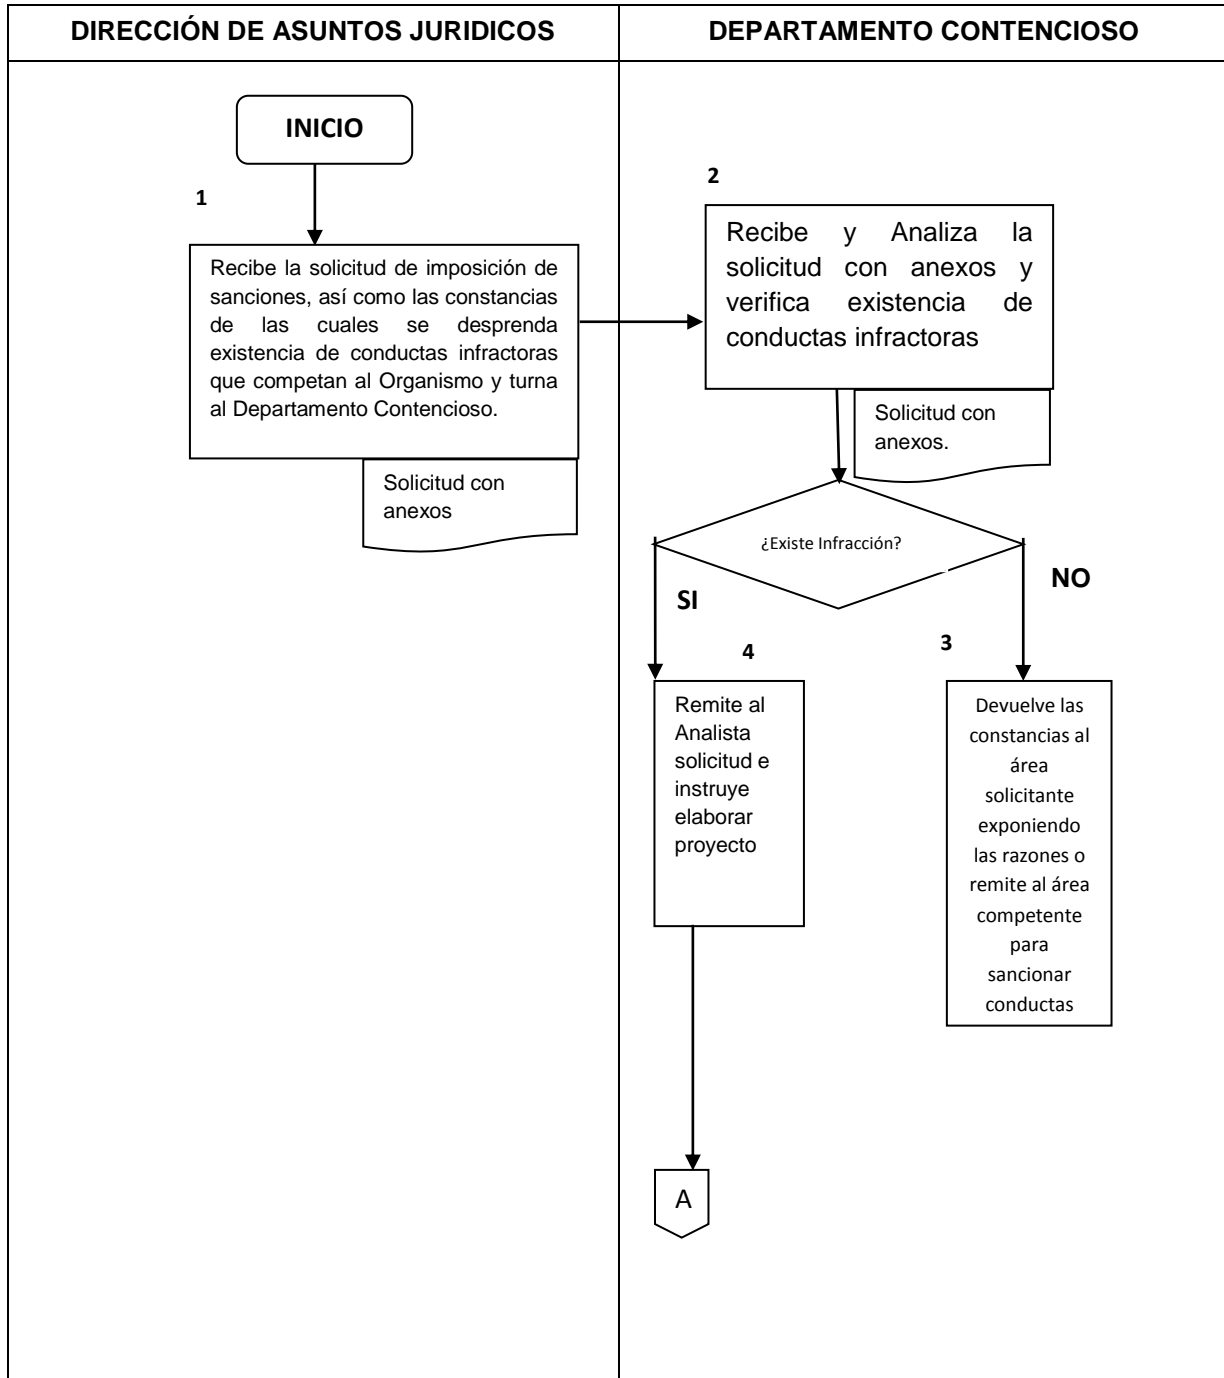 DIRECCIÓN DE ASUNTOS JURIDICOS
DEPARTAMENTO CONTENCIOSO
INICIO
1
Recibe la solicitud de imposición de
sanciones, así como las constancias
de las cuales se desprenda
existencia de conductas infractoras
que competan al Organismo y turna
al Departamento Contencioso.
Solicitud con
anexos
2
Recibe y Analiza la
solicitud con anexos y
verifica existencia de
conductas infractoras
Solicitud con
anexos.
¿Existe Infracción?
SI
NO
4
Remite al
Analista
solicitud e
instruye
elaborar
proyecto
3
Devuelve las
constancias al
área
solicitante
exponiendo
las razones o
remite al área
competente
para
sancionar
conductas
A